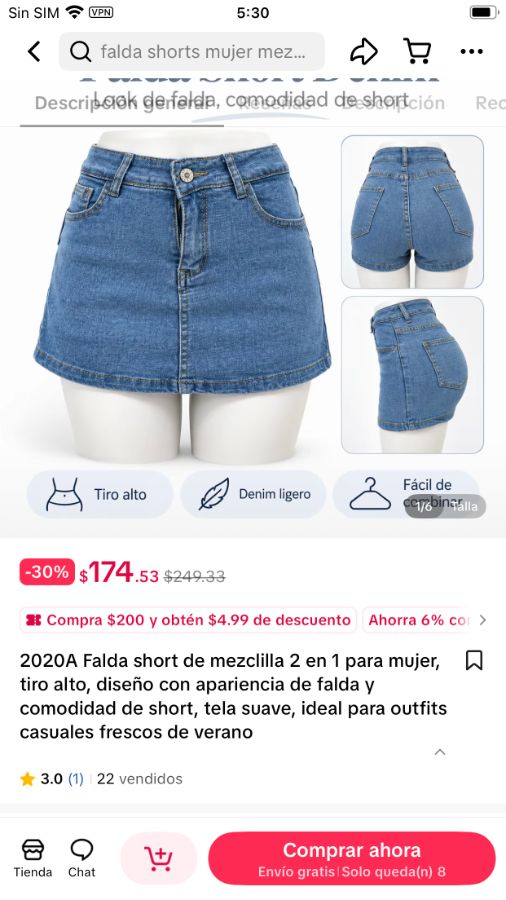 Sin SIM VPN 5:30
falda shorts mujer mez...
Falda Short Denim
Look de falda, comodidad de short
Descripción general Reseñas Descripción Rec
Tiro alto
Denim ligero
Fácil de
combinar
1/6 Talla
-30% $174.53 $249.33
Compra $200 y obtén $4.99 de descuento
Ahorra 6% co
2020A Falda short de mezclilla 2 en 1 para mujer,
tiro alto, diseño con apariencia de falda y
comodidad de short, tela suave, ideal para outfits
casuales frescos de verano
3.0 (1) 22 vendidos
Tienda
Chat
Comprar ahora
Envío gratis | Solo queda(n) 8